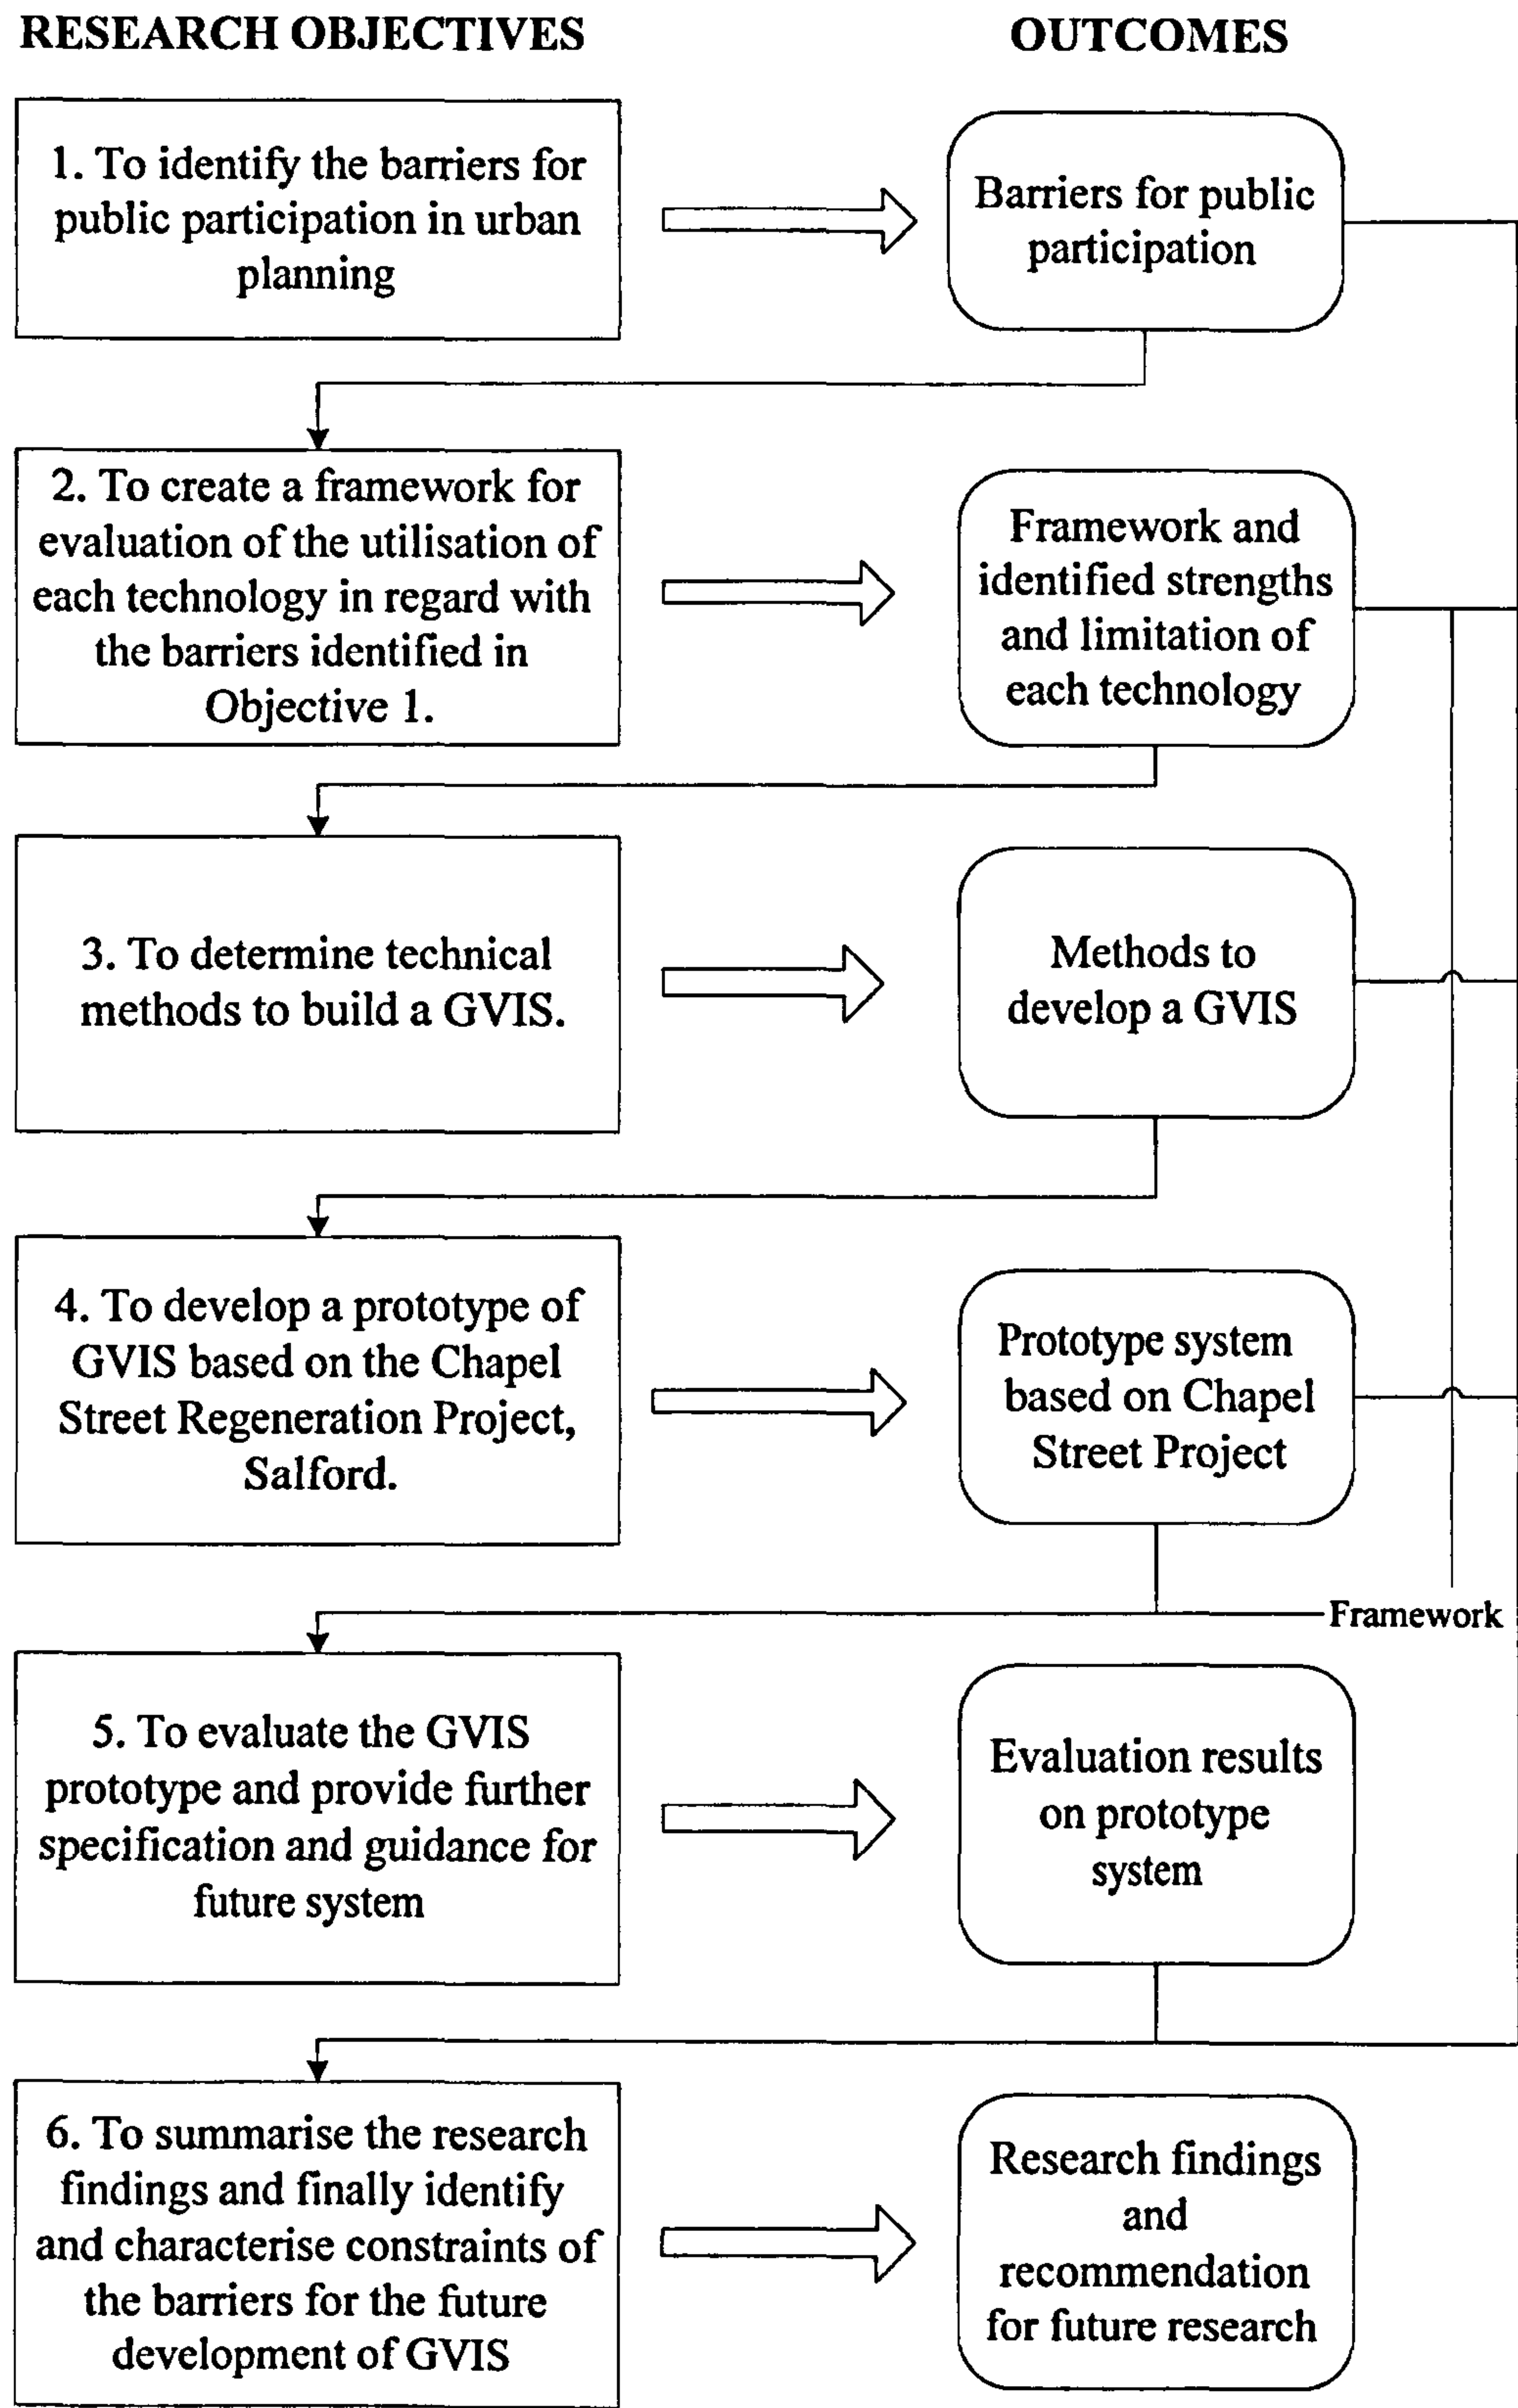 RESEARCH OBJECTIVES
OUTCOMES
1. To identify the barriers for
public participation in urban
planning
Barriers for public
participation
2. To create a framework for
evaluation of the utilisation of
each technology in regard with
the barriers identified in
Objective 1.
Framework and
identified strengths
and limitation of
each technology
3. To determine technical
methods to build a GVIS.
Methods to
develop a GVIS
4. To develop a prototype of
GVIS based on the Chapel
Street Regeneration Project,
Salford.
Prototype system
based on Chapel
Street Project
Framework
5. To evaluate the GVIS
prototype and provide further
specification and guidance for
future system
Evaluation results
on prototype
system
6. To summarise the research
findings and finally identify
and characterise constraints of
the barriers for the future
development of GVIS
Research findings
and
recommendation
for future research